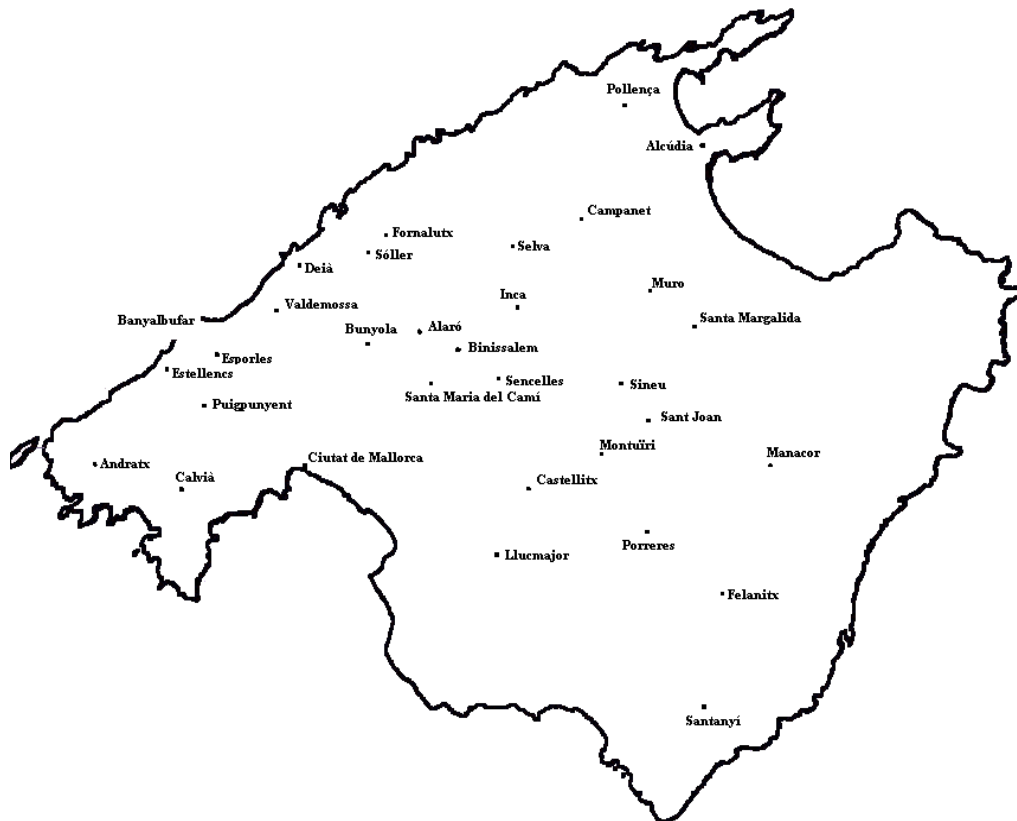 Pollença
Alcúdia
Campanet
Fornalutx
Selva
Sóller
Deià
Muro
Inca
Valdemossa
Banyalbufar
Santa Margalida
Bunyola
Alaró
Binissalem
Esporles
Estellencs
Sencelles
Sineu
Santa Maria del Camí
Puigpunyent
Sant Joan
Montuïri
Manacor
Ciutat de Mallorca
Andratx
Calvià
Castellitx
Porreres
Llucmajor
Felanitx
Santanyí